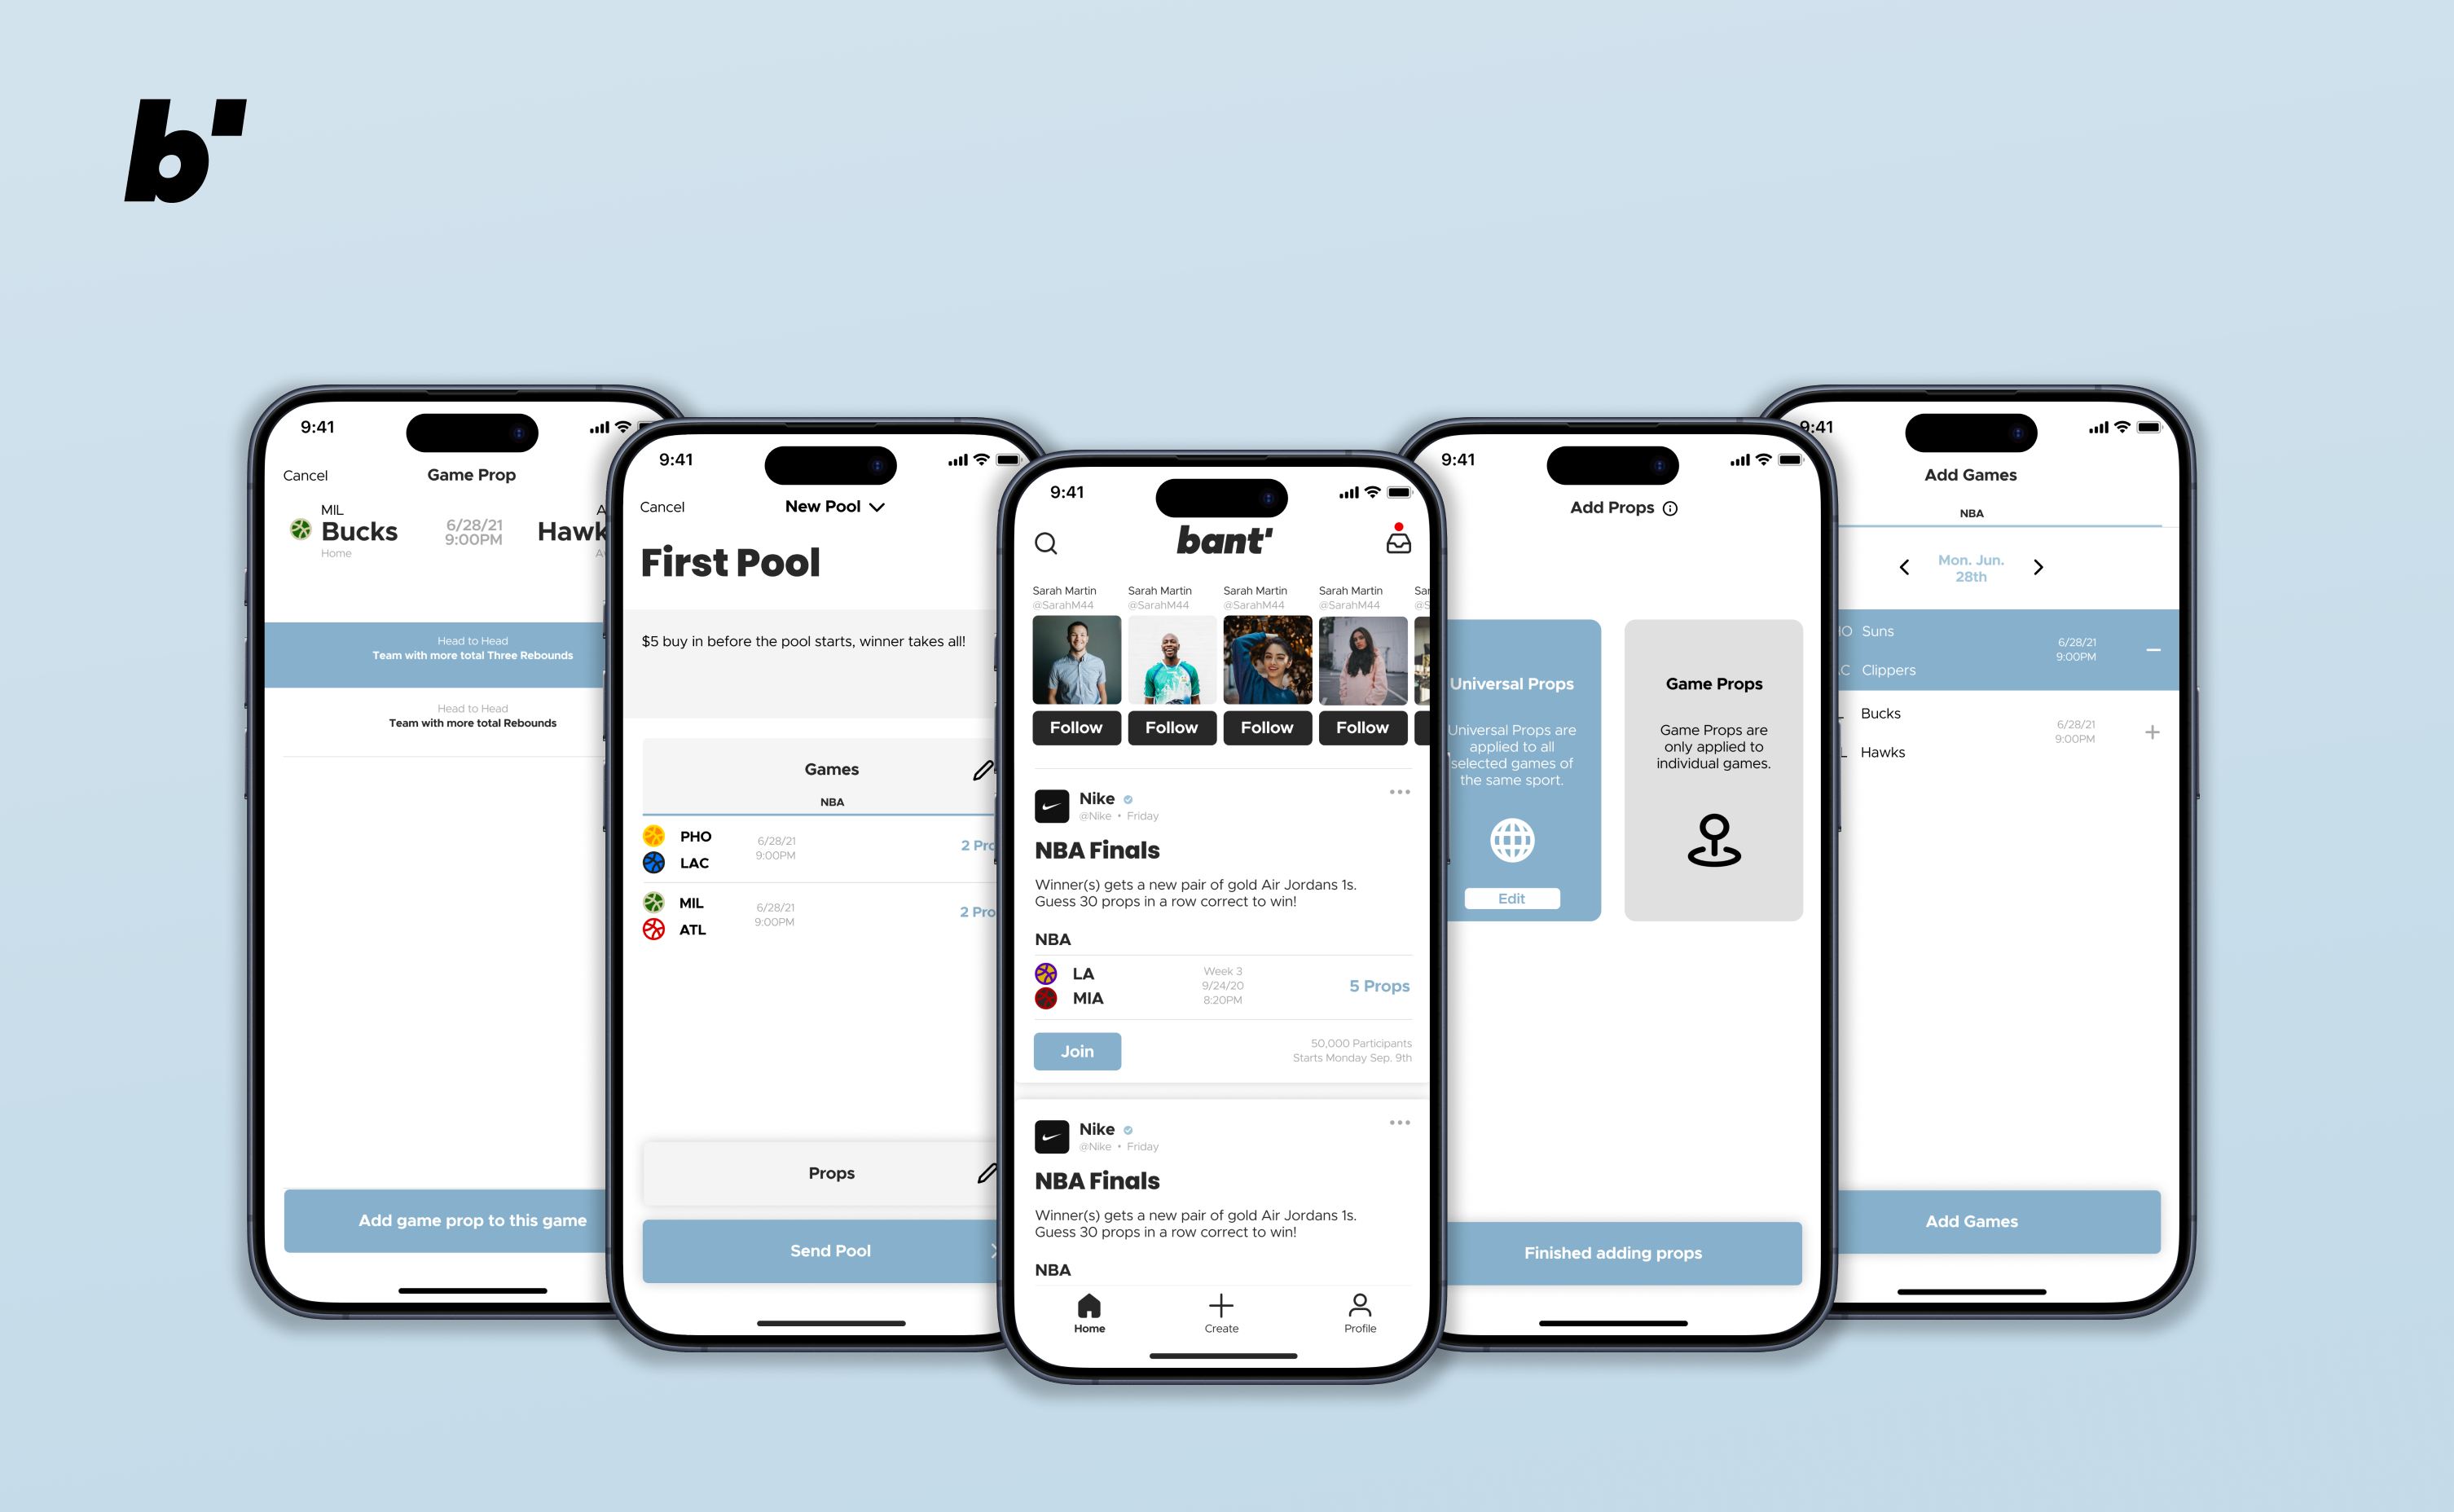 b'
9:41
Cancel
Game Prop
MIL
Bucks
Home
6/28/21
9:00PM
Head to Head
Team with more total Three Rebounds
Head to Head
Team with more total Rebounds
Add game prop to this game
9:41
Cancel
New Pool
First Pool
$5 buy in before the pool starts, winner takes all!
Games
NBA
PHO
LAC
6/28/21
9:00PM
2
MIL
ATL
6/28/21
9:00PM
2
Props
Send Pool
9:41
bant'
Sarah Martin
@SarahM44
Follow
Sarah Martin
@SarahM44
Follow
Sarah Martin
@SarahM44
Follow
Sarah Martin
@SarahM44
Follow
Nike
@Nike • Friday
NBA Finals
Winner(s) gets a new pair of gold Air Jordans 1s.
Guess 30 props in a row correct to win!
NBA
LA
MIA
Week 3
9/24/20
8:20PM
5 Props
Join
50,000 Participants
Starts Monday Sep. 9th
Nike
@Nike • Friday
NBA Finals
Winner(s) gets a new pair of gold Air Jordans 1s.
Guess 30 props in a row correct to win!
NBA
Home
Create
Profile
9:41
Add Props
Universal Props
Universal Props are
applied to all
selected games of
the same sport.
Edit
Game Props
Game Props are
only applied to
individual games.
Finished adding props
9:41
Add Games
NBA
Mon. Jun.
28th
Suns
Clippers
6/28/21
9:00PM
Bucks
Hawks
6/28/21
9:00PM
Add Games